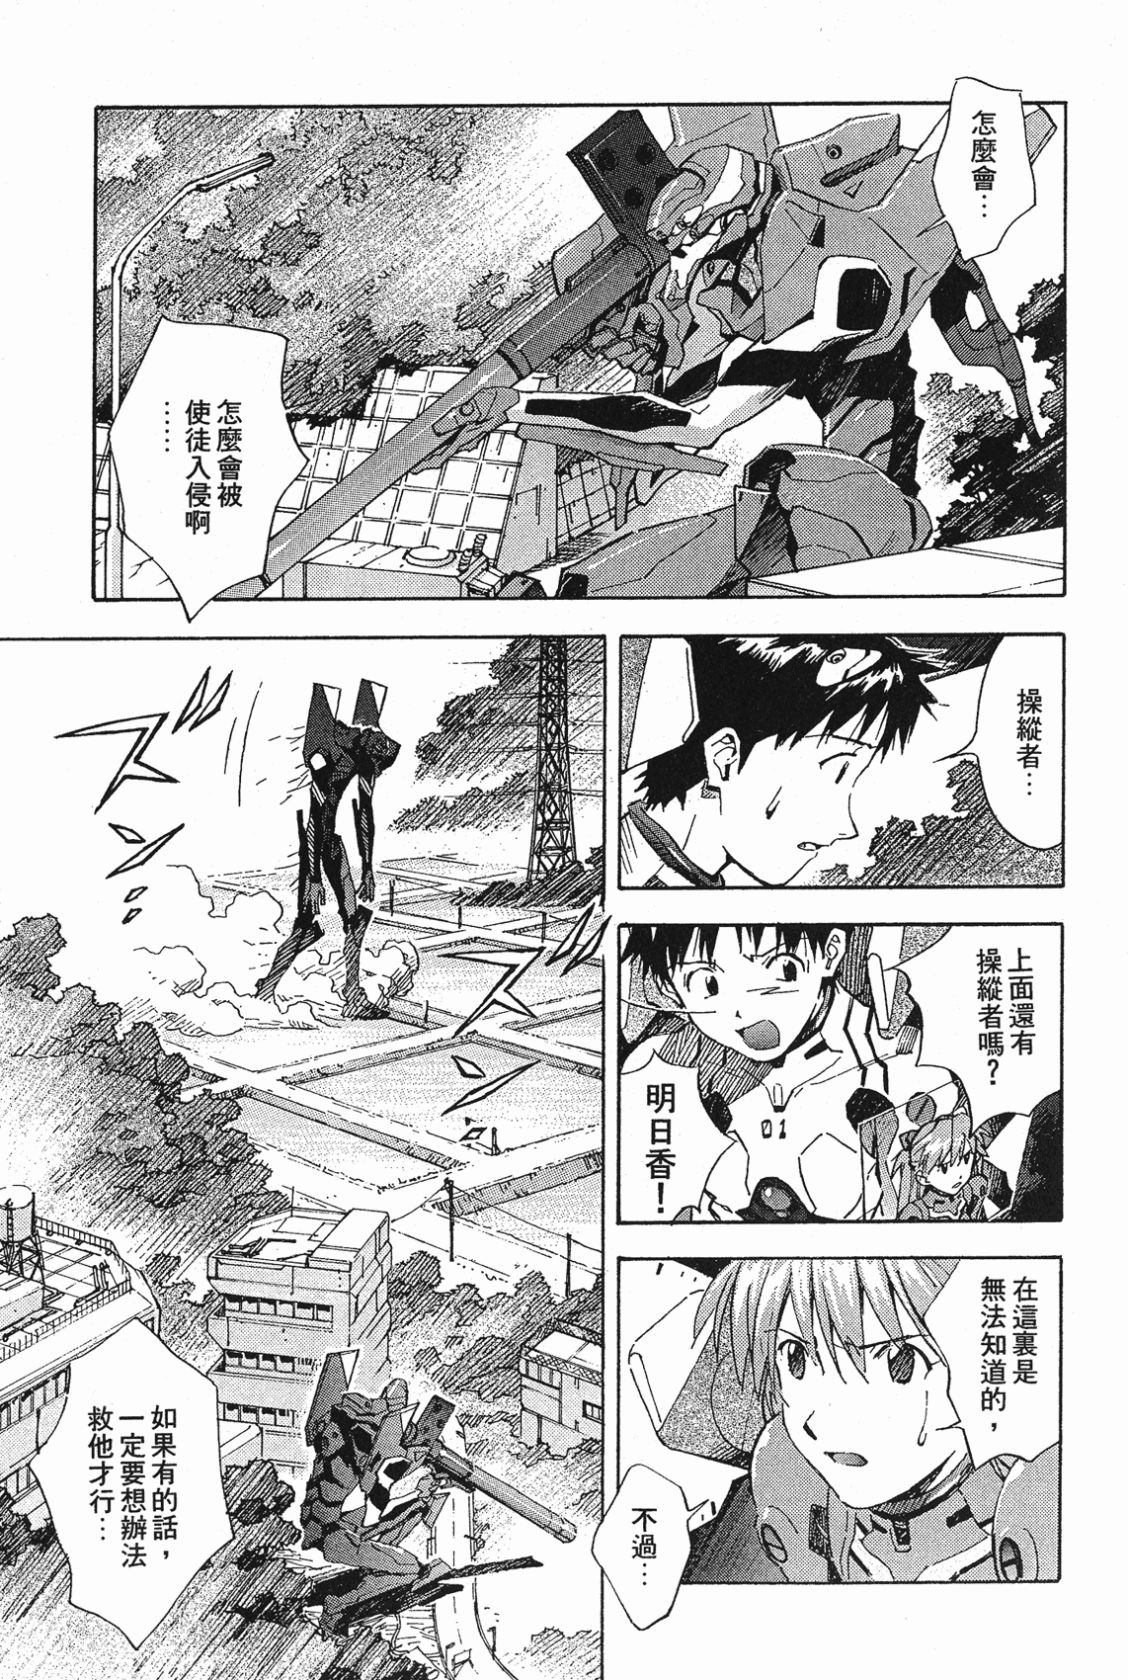 怎麼會…
怎麼會被
使徒入侵啊
……
操縱者…
上面還有
操縱者嗎?
明日香!
01
在這裏是
無法知道的，
不過…
如果有的話，
一定要想辦法
救他才行…